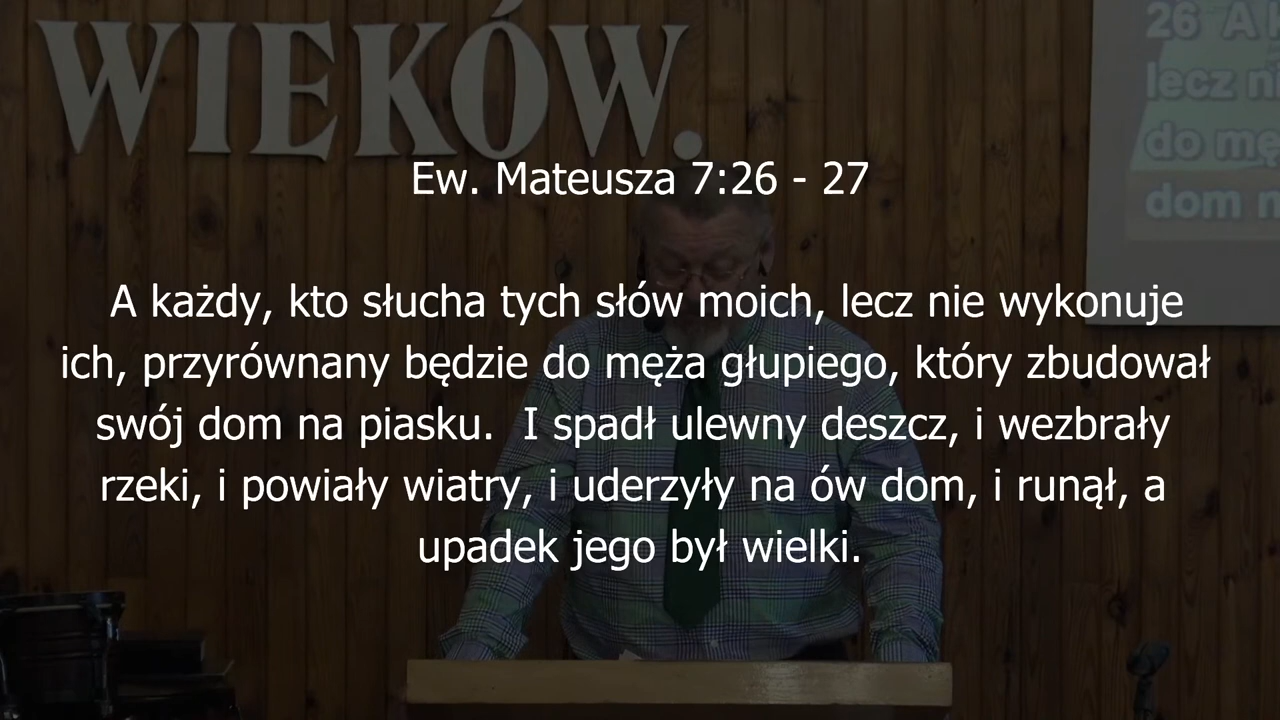 WIEKÓW.
26 A
lecz ni
do mę
dom n
Ew. Mateusza 7:26 - 27
A każdy, kto słucha tych słów moich, lecz nie wykonuje
ich, przyrównany będzie do męża głupiego, który zbudował
swój dom na piasku. I spadł ulewny deszcz, i wezbrały
rzeki, i powiały wiatry, i uderzyły na ów dom, i runął, a
upadek jego był wielki.